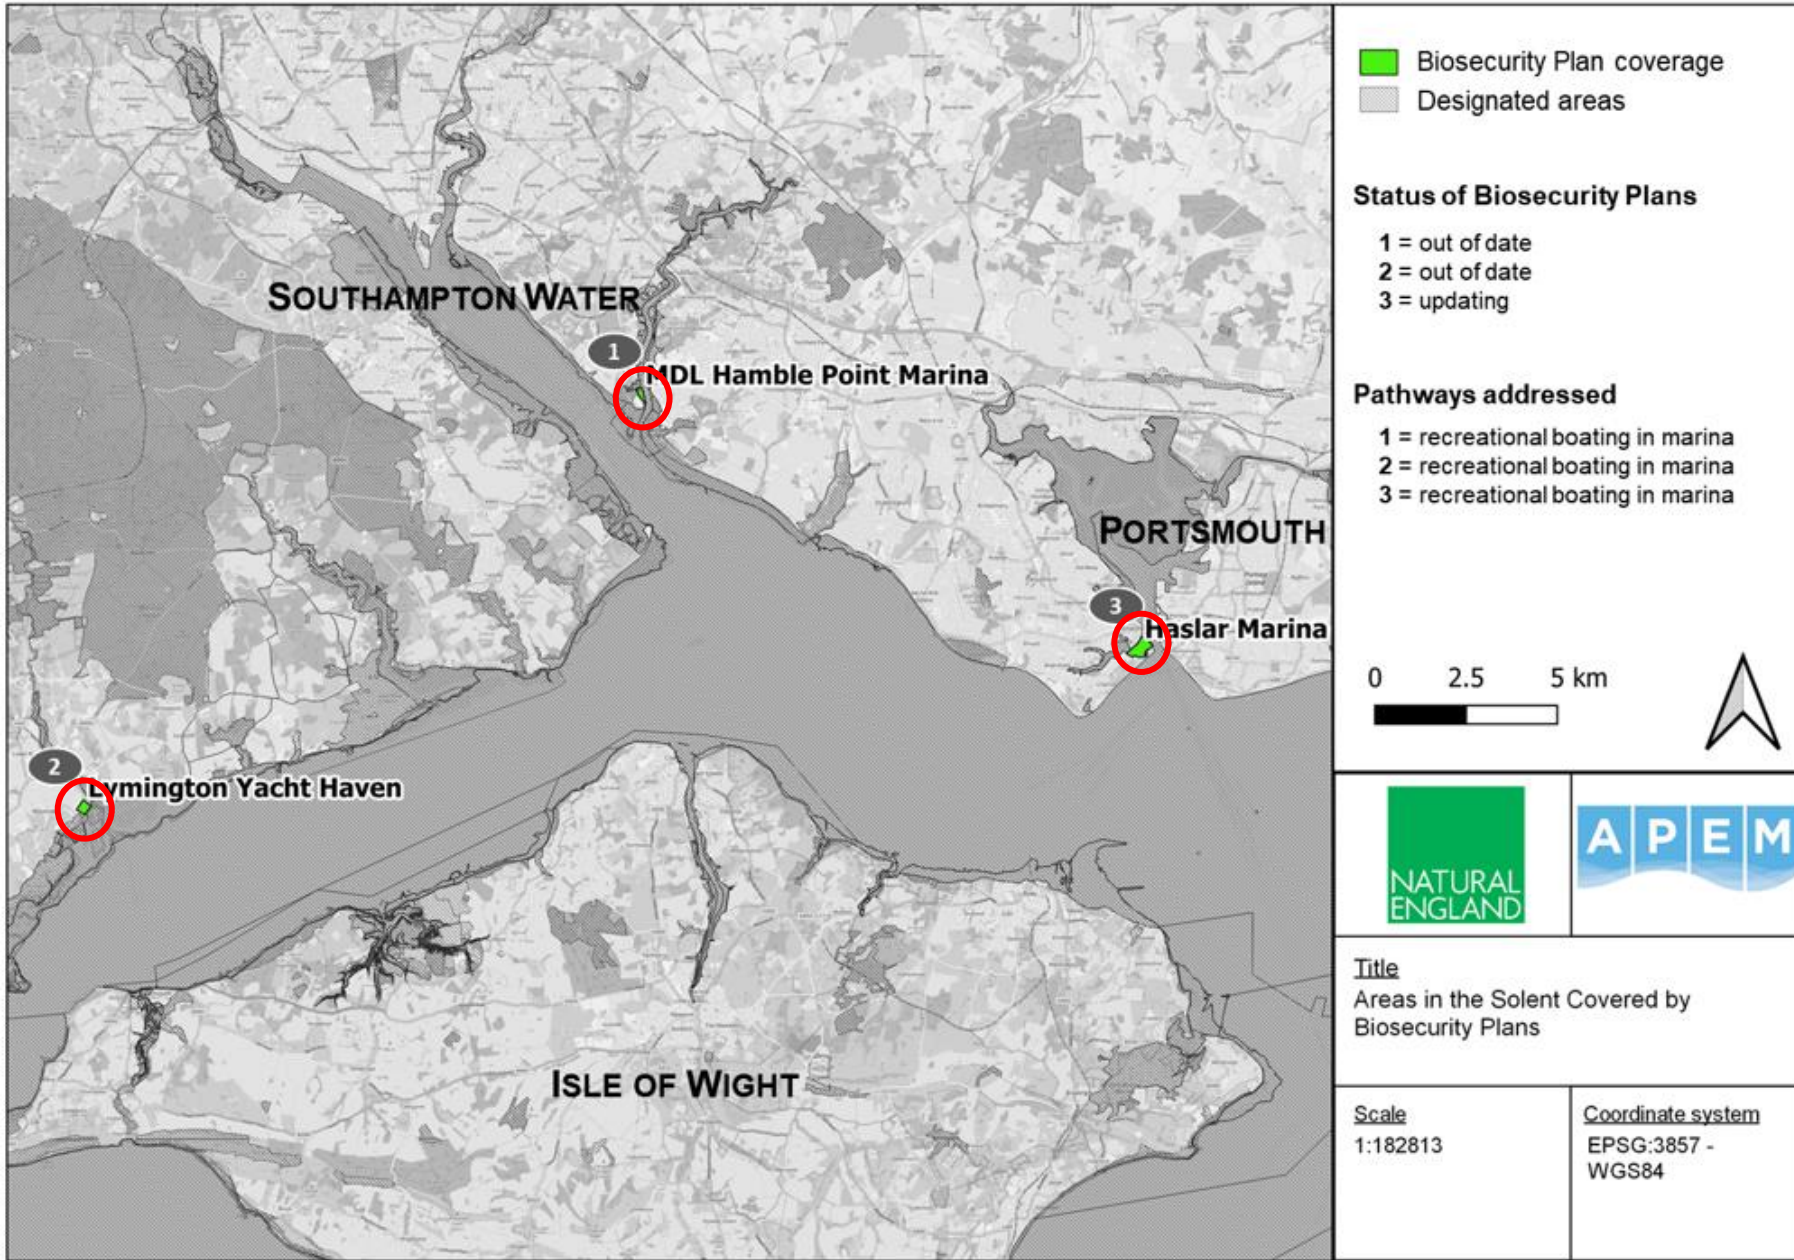 SOUTHAMPTON WATER
1
MDL Hamble Point Marina
PORTSMOUTH
3
Haslar Marina
2
Lymington Yacht Haven
ISLE OF WIGHT
Biosecurity Plan coverage
Designated areas
Status of Biosecurity Plans
1 = out of date
2 = out of date
3 = updating
Pathways addressed
1 = recreational boating in marina
2 = recreational boating in marina
3 = recreational boating in marina
0 2.5 5 km
NATURAL
ENGLAND
APEM
Title
Areas in the Solent Covered by
Biosecurity Plans
Scale
1:182813
Coordinate system
EPSG:3857 -
WGS84